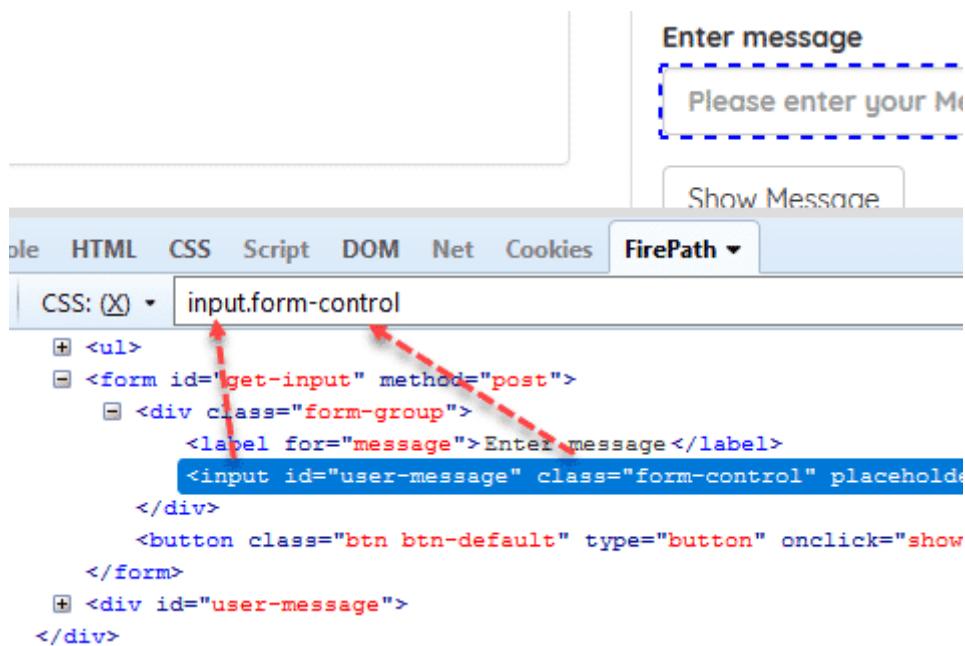 Enter message
Please enter your Me
Show Message
ole HTML CSS Script DOM Net Cookies FirePath
CSS: (X) input.form-control
<ul>
<form id="get-input" method="post">
<div class="form-group">
<label for="message">Enter message</label>
<input id="user-message" class="form-control" placeholde
</div>
<button class="btn btn-default" type="button" onclick="show
</form>
<div id="user-message">
</div>